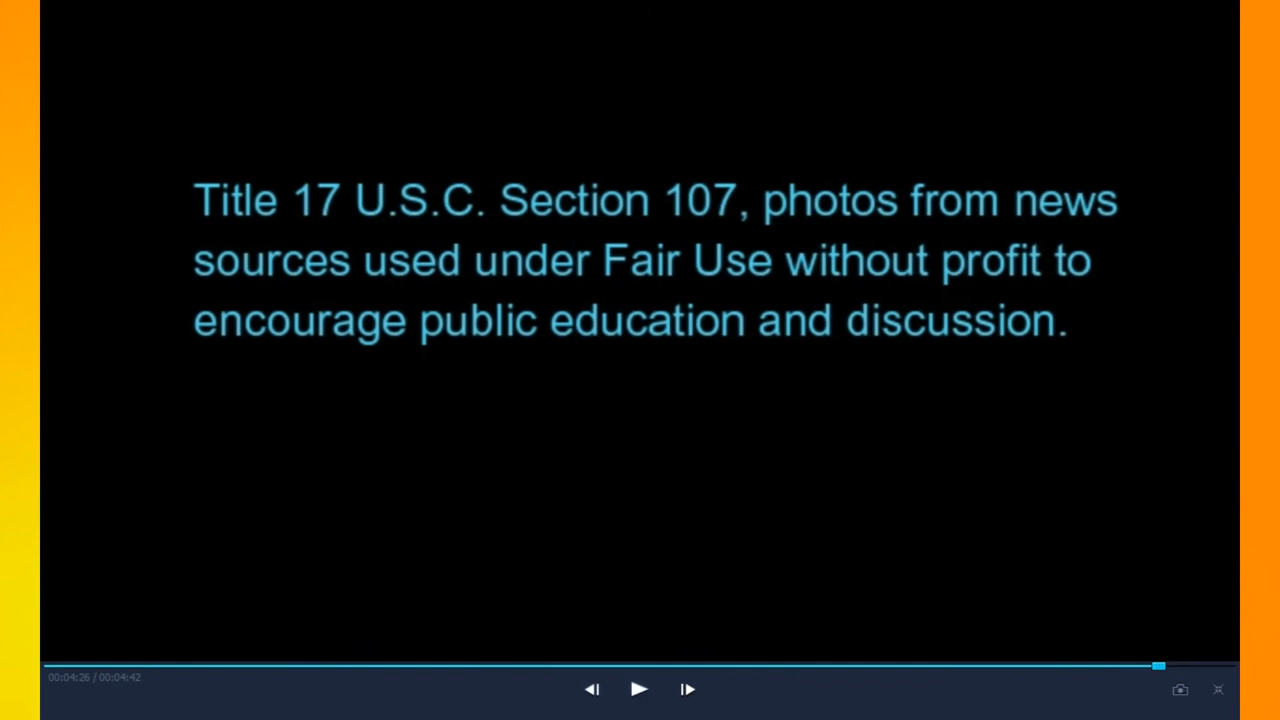 Title 17 U.S.C. Section 107, photos from news
sources used under Fair Use without profit to
encourage public education and discussion.
00:04:26 / 00:04:42